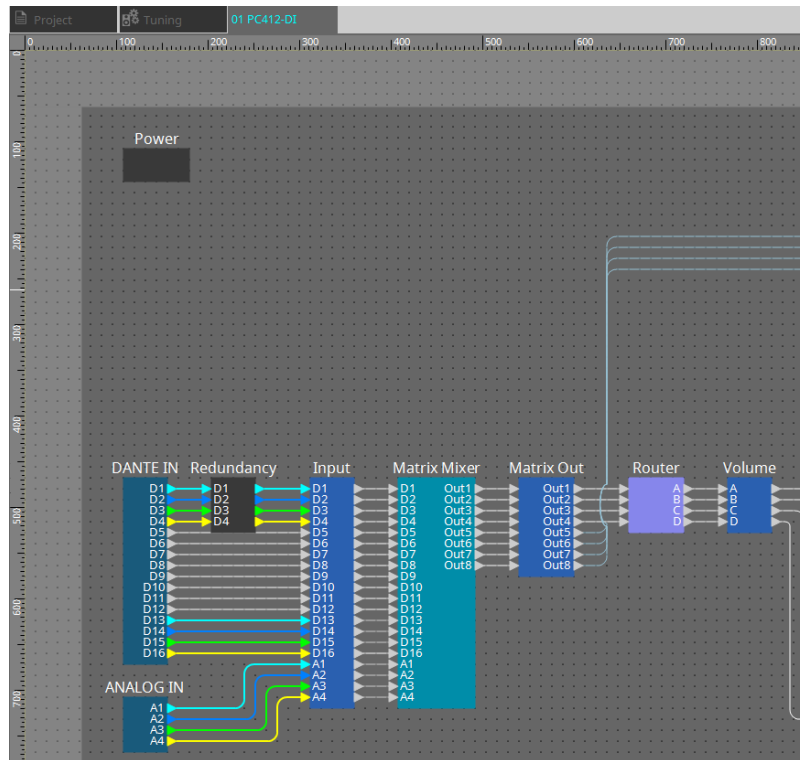 Project Tuning 01 PC412-DI
0 100 200 300 400 500 600 700 800
0
100
200
300
400
500
600
700
Power
DANTE IN Redundancy Input Matrix Mixer Matrix Out Router Volume
D1 D1 D1 D1 Out1 Out1 A A
D2 D2 D2 D2 Out2 Out2 B B
D3 D3 D3 D3 Out3 Out3 C C
D4 D4 D4 D4 Out4 Out4 D D
D5 D5 D5 Out5 Out5
D6 D6 D6 Out6 Out6
D7 D7 D7 Out7 Out7
D8 D8 D8 Out8 Out8
D9 D9 D9
D10 D10 D10
D11 D11 D11
D12 D12 D12
D13 D13 D13
D14 D14 D14
D15 D15 D15
D16 D16 D16
A1 A1
A2 A2
A3 A3
A4 A4
ANALOG IN
A1
A2
A3
A4